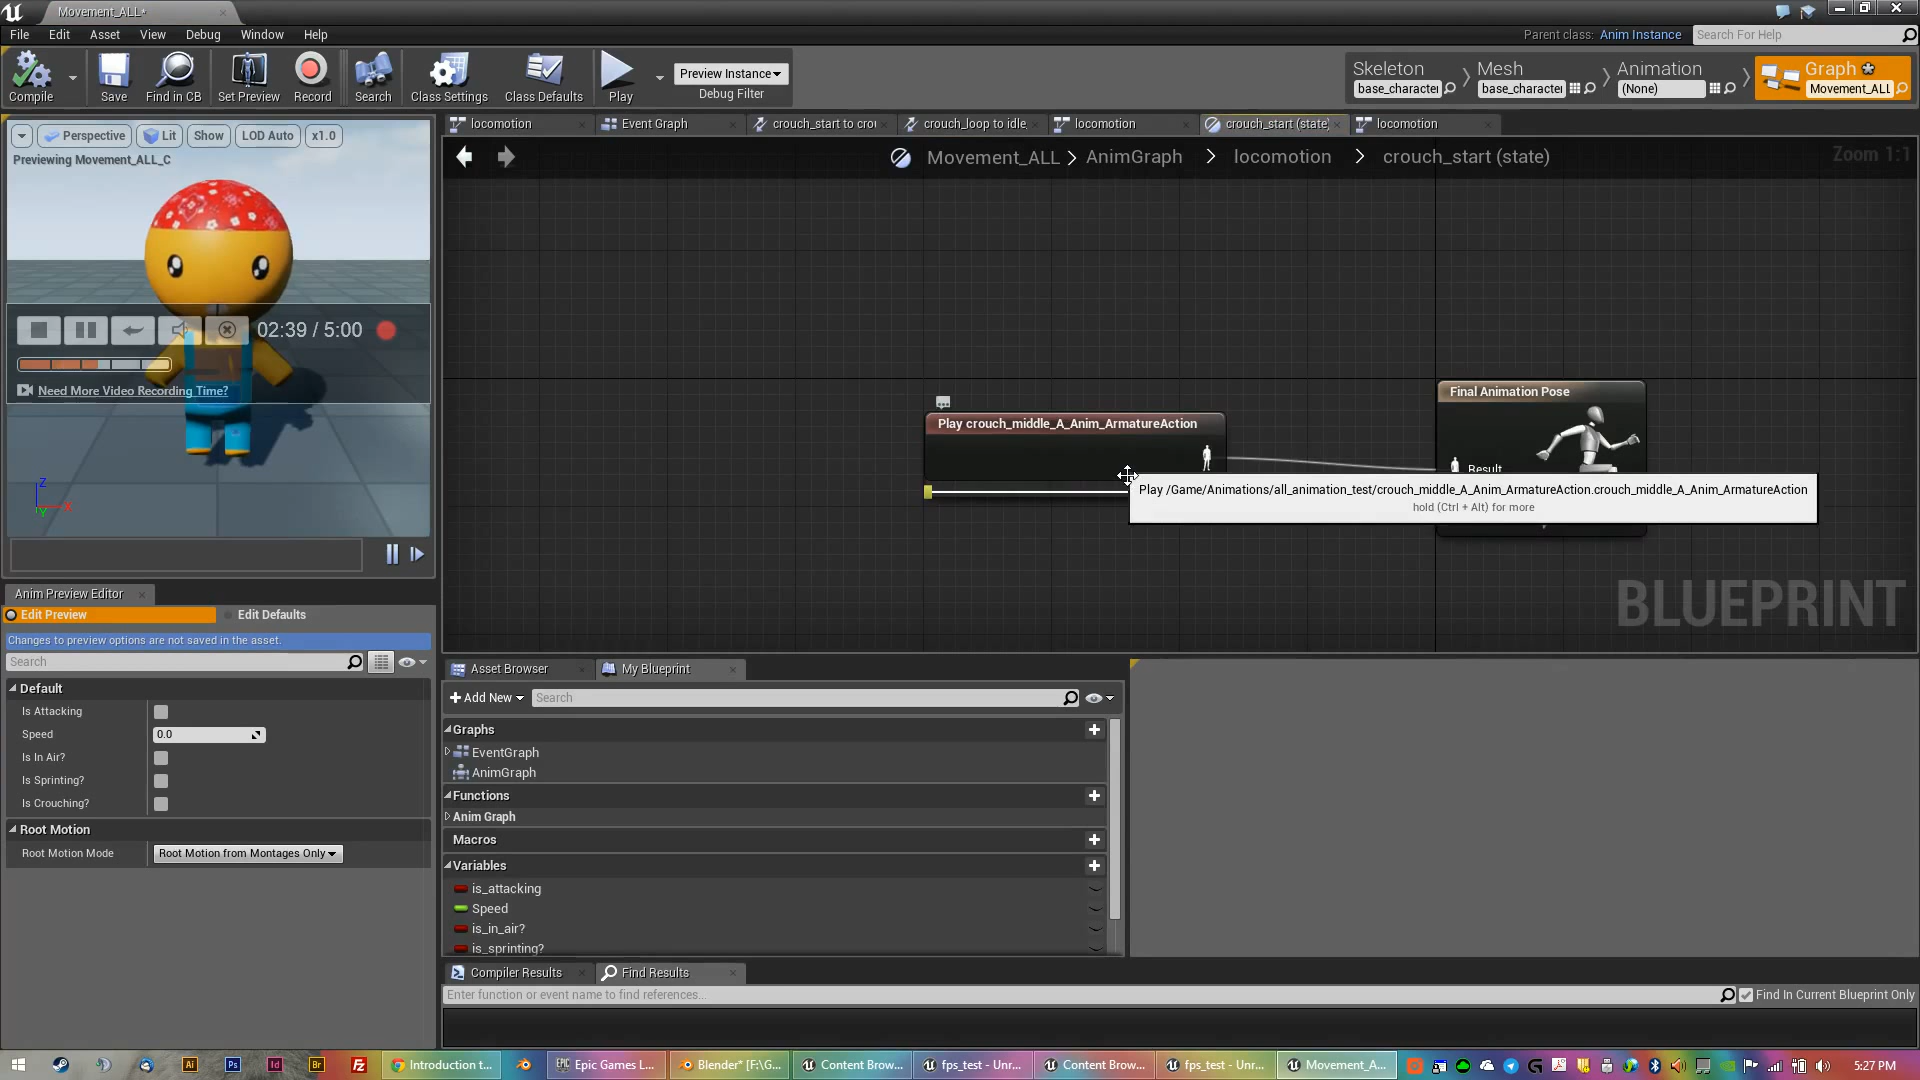 Movement_ALL*
File Edit Asset View Debug Window Help
Parent class: Anim Instance Search For Help
Compile Save Find in CB Set Preview Record Search Class Settings Class Defaults Play
Preview Instance
Debug Filter
Skeleton
base_character
Mesh
base_character
Animation
(None)
Graph
Movement_ALL
locomotion Event Graph crouch_start to crou crouch_loop to idle, locomotion crouch_start (state) locomotion
Perspective Lit Show LOD Auto x1.0
Previewing Movement_ALL_C
Movement_ALL > AnimGraph > locomotion > crouch_start (state)
Zoom 1:1
02:39 / 5:00
Need More Video Recording Time?
Z
X
Y
Play crouch_middle_A_Anim_ArmatureAction
Final Animation Pose
Result
Play /Game/Animations/all_animation_test/crouch_middle_A_Anim_ArmatureAction.crouch_middle_A_Anim_ArmatureAction
hold (Ctrl + Alt) for more
BLUEPRINT
Anim Preview Editor
Edit Preview Edit Defaults
Changes to preview options are not saved in the asset.
Search
Default
Is Attacking
Speed 0.0
Is In Air?
Is Sprinting?
Is Crouching?
Root Motion
Root Motion Mode Root Motion from Montages Only
Asset Browser My Blueprint
Add New Search
Graphs
EventGraph
AnimGraph
Functions
Anim Graph
Macros
Variables
is_attacking
Speed
is_in_air?
is_sprinting?
Compiler Results Find Results
Enter function or event name to find references...
Find In Current Blueprint Only
Ai Ps Id Br Fz Introduction t... Epic Games L... Blender* [F:\G... Content Brow... fps_test - Unr... Content Brow... fps_test - Unr... Movement_A... 5:27 PM